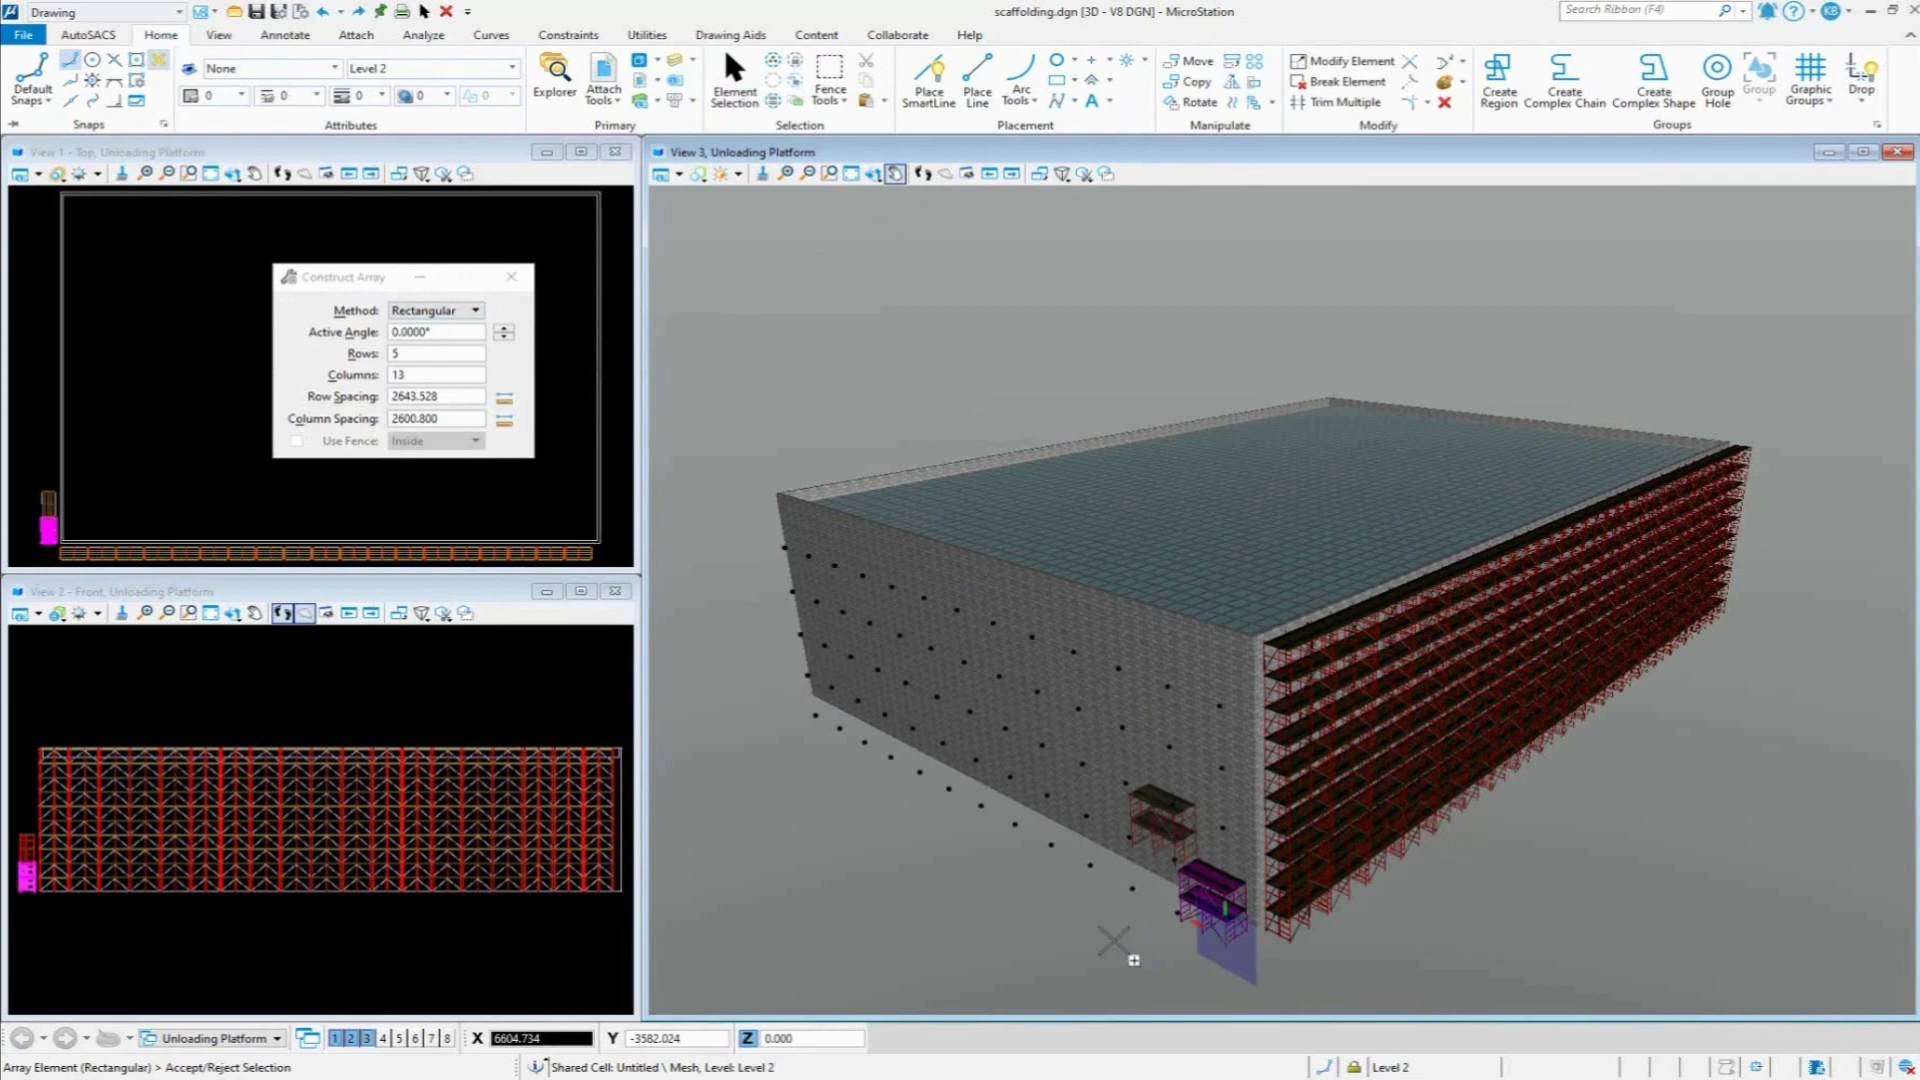 Drawing
scaffolding.dgn [3D - V8 DGN] - MicroStation
Search Ribbon (F4)
KB
File
AutoSACS
Home
View
Annotate
Attach
Analyze
Curves
Constraints
Utilities
Drawing Aids
Content
Collaborate
Help
Default
Snaps
Snaps
None
Level 2
0
0
0
0
0
Attributes
Explorer
Attach
Tools
Primary
Element
Selection
Fence
Tools
Selection
Place
SmartLine
Place
Line
Arc
Tools
Placement
Move
Copy
Rotate
Manipulate
Modify Element
Break Element
Trim Multiple
Modify
Create
Region
Create
Complex Chain
Create
Complex Shape
Group
Hole
Group
Graphic
Groups
Drop
Groups
View 1 - Top, Unloading Platform
Construct Array
Method: Rectangular
Active Angle: 0.0000°
Rows: 5
Columns: 13
Row Spacing: 2643.528
Column Spacing: 2600.800
Use Fence: Inside
View 2 - Front, Unloading Platform
View 3, Unloading Platform
Unloading Platform
1 2 3 4 5 6 7 8
X 6604.734
Y -3582.024
Z 0.000
Array Element (Rectangular) > Accept/Reject Selection
Shared Cell: Untitled \ Mesh, Level: Level 2
Level 2